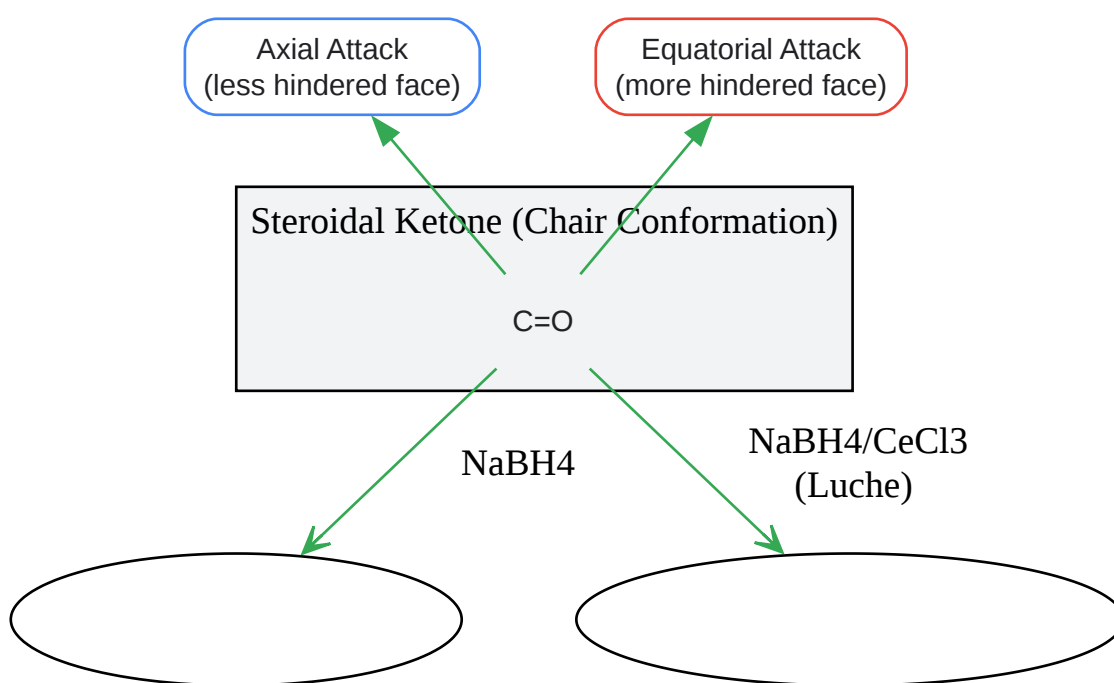 Axial Attack
(less hindered face)
Equatorial Attack
(more hindered face)
Steroidal Ketone (Chair Conformation)
C=O
NaBH4
NaBH4/CeCl3
(Luche)